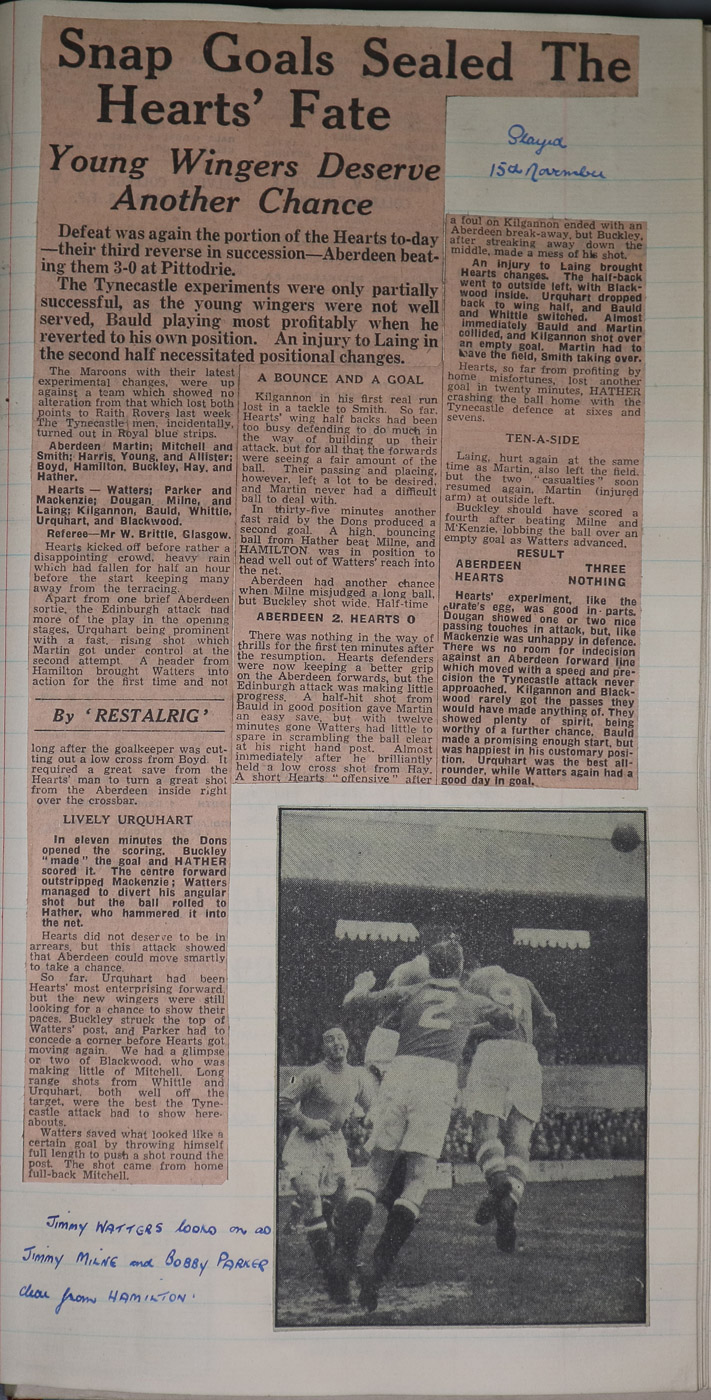 Snap Goals Sealed The
Hearts' Fate
Young Wingers Deserve
Another Chance
Played
15th November
Defeat was again the portion of the Hearts to-day
—their third reverse in succession—Aberdeen beat-
ing them 3-0 at Pittodrie.
The Tynecastle experiments were only partially
successful, as the young wingers were not well
served, Bauld playing most profitably when he
reverted to his own position. An injury to Laing in
the second half necessitated positional changes.
The Maroons with their latest
experimental changes, were up
against a team which showed no
alteration from that which lost both
points to Raith Rovers last week
The Tynecastle men, incidentally,
turned out in Royal blue strips.
Aberdeen Martin; Mitchell and
Smith; Harris, Young, and Allister;
Boyd, Hamilton, Buckley, Hay, and
Hather.
Hearts — Watters; Parker and
Mackenzie; Dougan, Milne, and
Laing; Kilgannon, Bauld, Whittle,
Urquhart, and Blackwood.
Referee—Mr W. Brittle, Glasgow.
Hearts kicked off before rather a
disappointing crowd, heavy rain
which had fallen for half an hour
before the start keeping many
away from the terracing.
Apart from one brief Aberdeen
sortie, the Edinburgh attack had
more of the play in the opening
stages, Urquhart being prominent
with a fast, rising shot which
Martin got under control at the
second attempt. A header from
Hamilton brought Watters into
action for the first time and not
By 'RESTALRIG'
long after the goalkeeper was cut-
ting out a low cross from Boyd. It
required a great save from the
Hearts' man to turn a great shot
from the Aberdeen inside right
over the crossbar.
LIVELY URQUHART
In eleven minutes the Dons
opened the scoring. Buckley
"made" the goal and HATHER
scored it. The centre forward
outstripped Mackenzie; Watters
managed to divert his angular
shot but the ball rolled to
Hather, who hammered it into
the net.
Hearts did not deserve to be in
arrears, but this attack showed
that Aberdeen could move smartly
to take a chance.
So far, Urquhart had been
Hearts' most enterprising forward,
but the new wingers were still
looking for a chance to show their
paces. Buckley struck the top of
Watters' post, and Parker had to
concede a corner before Hearts got
moving again. We had a glimpse
or two of Blackwood, who was
making little of Mitchell. Long
range shots from Whittle and
Urquhart, both well off the
target, were the best the Tyne-
castle attack had to show here-
abouts.
Watters saved what looked like a
certain goal by throwing himself
full length to push a shot round the
post. The shot came from home
full-back Mitchell.
A BOUNCE AND A GOAL
Kilgannon in his first real run
lost in a tackle to Smith. So far,
Hearts' wing half backs had been
too busy defending to do much in
the way of building up their
attack, but for all that the forwards
were seeing a fair amount of the
ball. Their passing and placing,
however, left a lot to be desired,
and Martin never had a difficult
ball to deal with.
In thirty-five minutes another
fast raid by the Dons produced a
second goal. A high, bouncing
ball from Hather beat Milne, and
HAMILTON was in position to
head well out of Watters' reach into
the net.
Aberdeen had another chance
when Milne misjudged a long ball,
but Buckley shot wide. Half-time
ABERDEEN 2. HEARTS 0
There was nothing in the way of
thrills for the first ten minutes after
the resumption. Hearts defenders
were now keeping a better grip
on the Aberdeen forwards, but the
Edinburgh attack was making little
progress. A half-hit shot from
Bauld in good position gave Martin
an easy save, but with twelve
minutes gone Watters had little to
spare in scrambling the ball clear
at his right hand post. Almost
immediately after he brilliantly
held a low cross shot from Hay.
A short Hearts "offensive" after
a foul on Kilgannon ended with an
Aberdeen break-away, but Buckley,
after streaking away down the
middle, made a mess of his shot.
An injury to Laing brought
Hearts changes. The half-back
went to outside left, with Black-
wood inside. Urquhart dropped
back to wing half, and Bauld
and Whittle switched. Almost
immediately Bauld and Martin
collided, and Kilgannon shot over
an empty goal. Martin had to
leave the field, Smith taking over.
Hearts, so far from profiting by
home misfortunes, lost another
goal in twenty minutes, HATHER
crashing the ball home with the
Tynecastle defence at sixes and
sevens.
TEN-A-SIDE
Laing, hurt again at the same
time as Martin, also left the field,
but the two "casualties" soon
resumed again, Martin (injured
arm) at outside left.
Buckley should have scored a
fourth after beating Milne and
M'Kenzie, lobbing the ball over an
empty goal as Watters advanced.
RESULT
ABERDEEN THREE
HEARTS NOTHING
Hearts' experiment, like the
curate's egg, was good in parts.
Dougan showed one or two nice
passing touches in attack, but, like
Mackenzie was unhappy in defence.
There ws no room for indecision
against an Aberdeen forward line
which moved with a speed and pre-
cision the Tynecastle attack never
approached. Kilgannon and Black-
wood rarely got the passes they
would have made anything of. They
showed plenty of spirit, being
worthy of a further chance. Bauld
made a promising enough start, but
was happiest in his customary posi-
tion. Urquhart was the best all-
rounder, while Watters again had a
good day in goal.
2
9
Jimmy WATTERS looks on as
Jimmy MILNE and BOBBY PARKER
clear from HAMILTON.